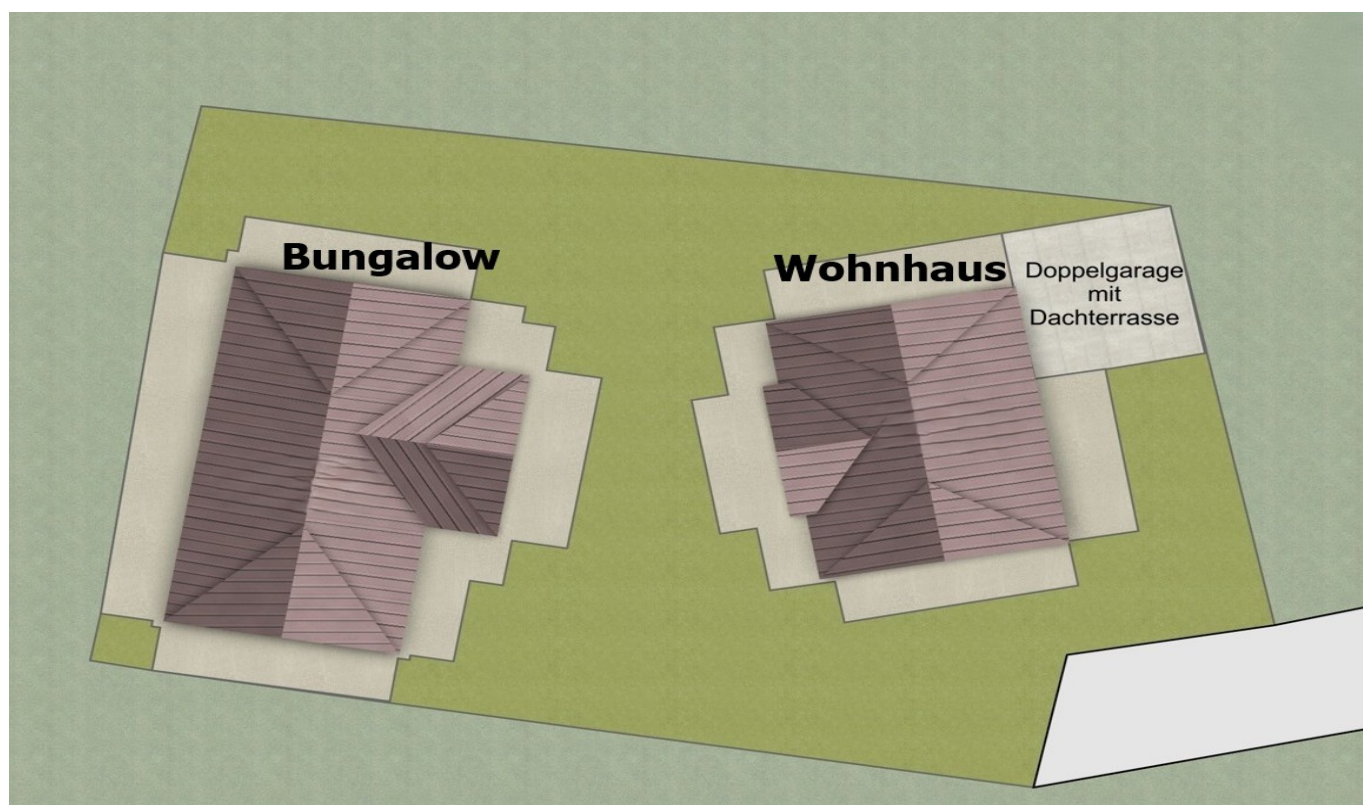 Bungalow
Wohnhaus
Doppelgarage
mit
Dachterrasse